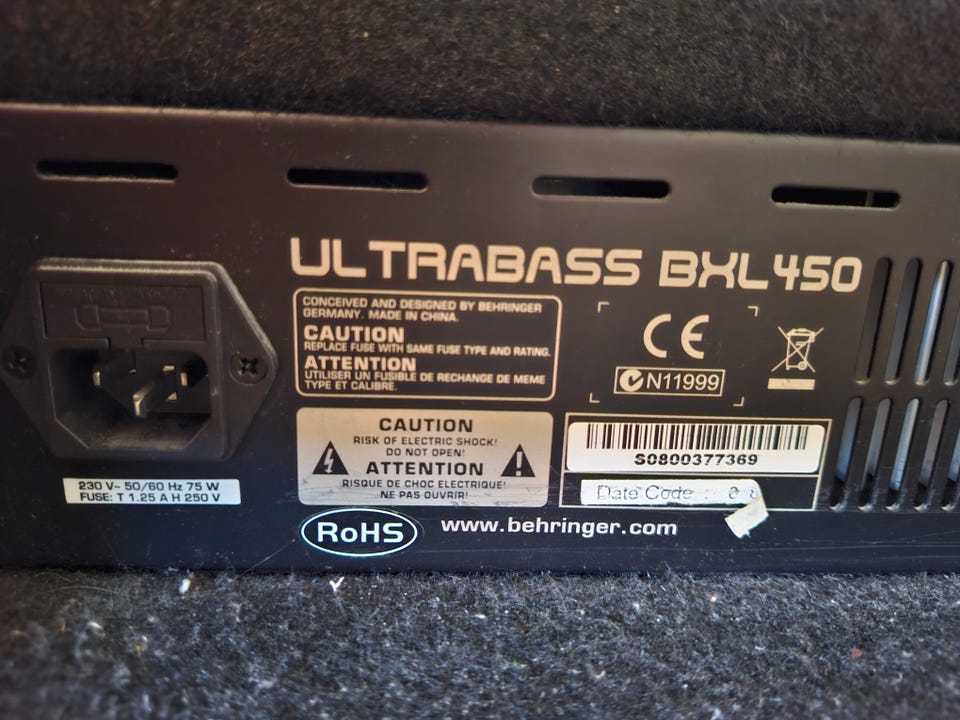 ULTRABASS BXL450
CONCEIVED AND DESIGNED BY BEHRINGER
GERMANY. MADE IN CHINA.
CAUTION
REPLACE FUSE WITH SAME FUSE TYPE AND RATING.
ATTENTION
UTILISER UN FUSIBLE DE RECHANGE DE MEME
TYPE ET CALIBRE.
CE
N11999
CAUTION
RISK OF ELECTRIC SHOCK!
DO NOT OPEN!
ATTENTION
RISQUE DE CHOC ELECTRIQUE!
NE PAS OUVRIR!
S0800377369
Date Code :
230 V~ 50/60 Hz 75 W
FUSE: T 1.25 A H 250 V
RoHS
www.behringer.com